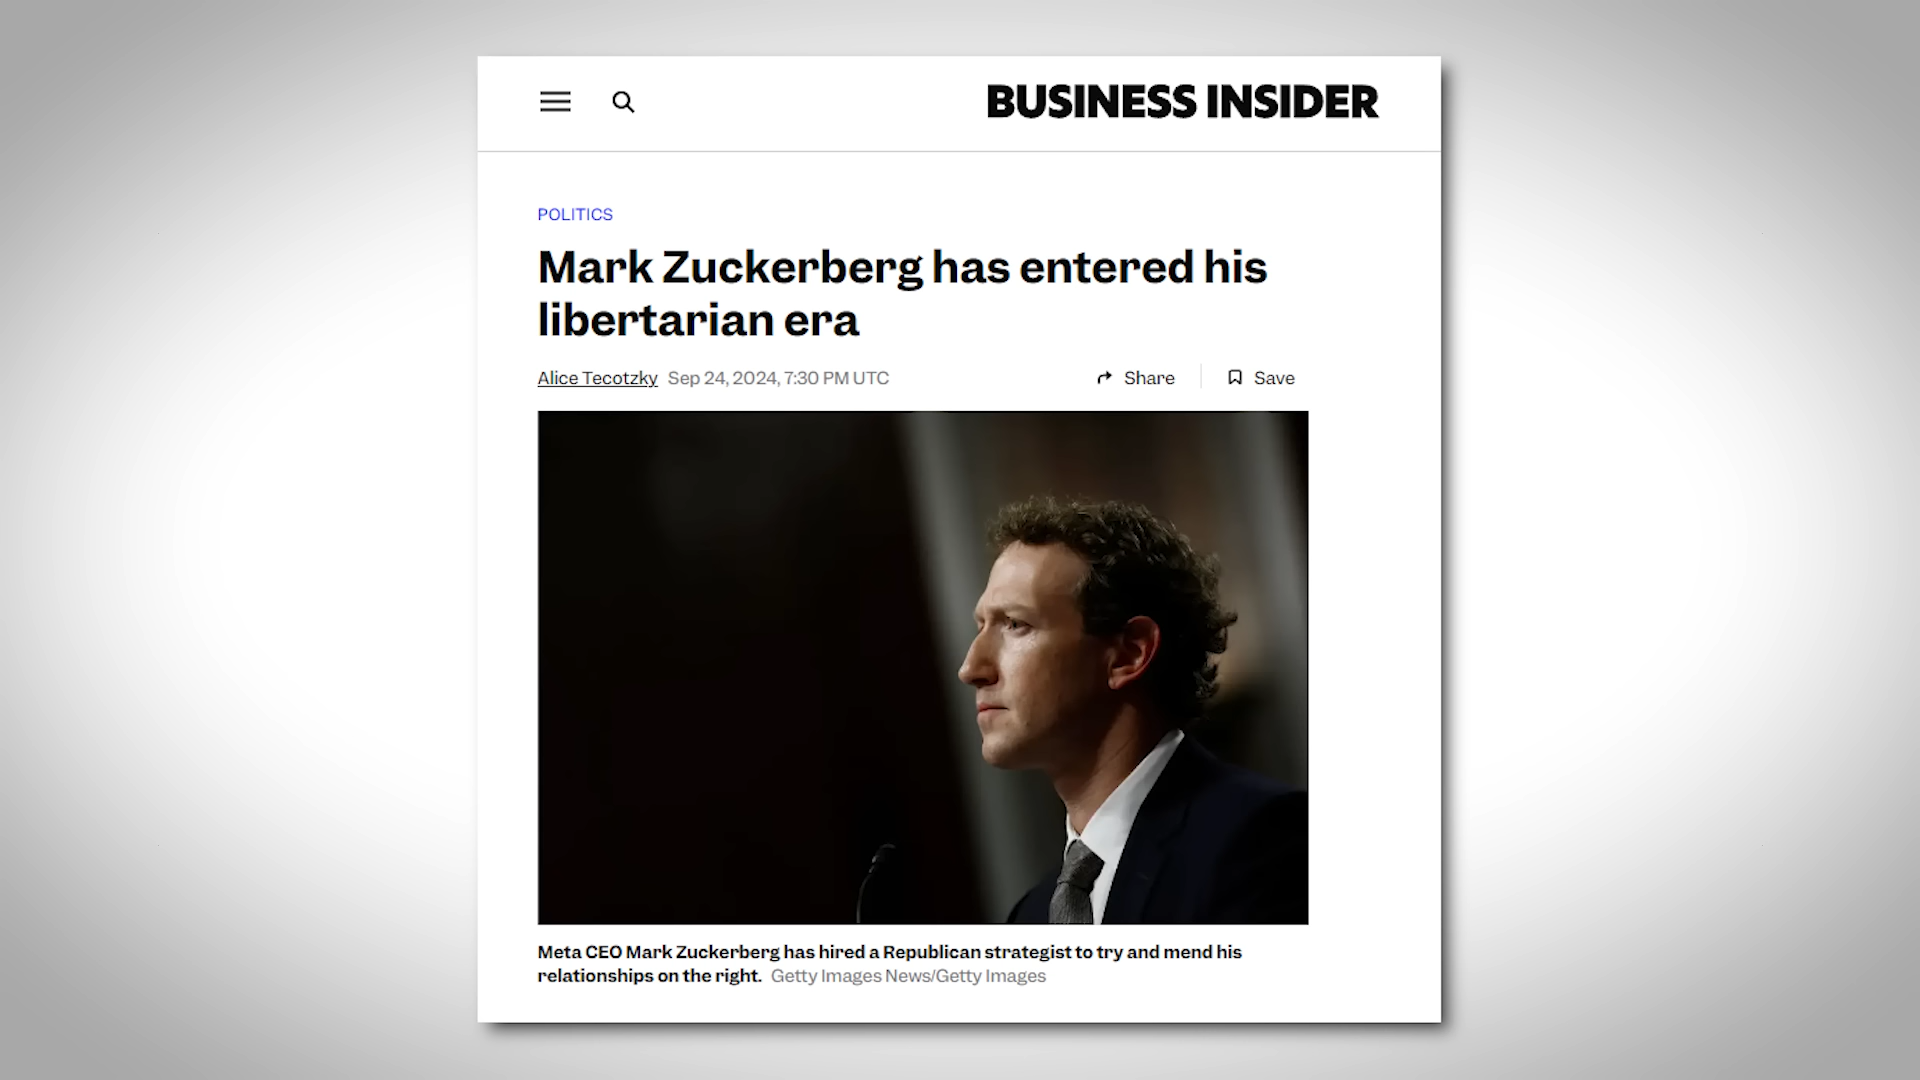 BUSINESS INSIDER
POLITICS
Mark Zuckerberg has entered his
libertarian era
Alice Tecotzky Sep 24, 2024, 7:30 PM UTC Share Save
Meta CEO Mark Zuckerberg has hired a Republican strategist to try and mend his
relationships on the right. Getty Images News/Getty Images